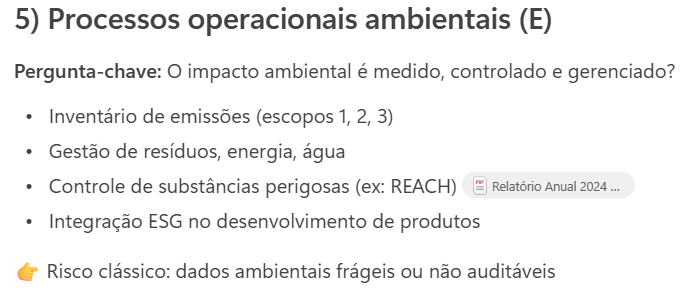 5) Processos operacionais ambientais (E)
Pergunta-chave: O impacto ambiental é medido, controlado e gerenciado?
• Inventário de emissões (escopos 1, 2, 3)
• Gestão de resíduos, energia, água
• Controle de substâncias perigosas (ex: REACH) PDF Relatório Anual 2024 ...
• Integração ESG no desenvolvimento de produtos
👉 Risco clássico: dados ambientais frágeis ou não auditáveis